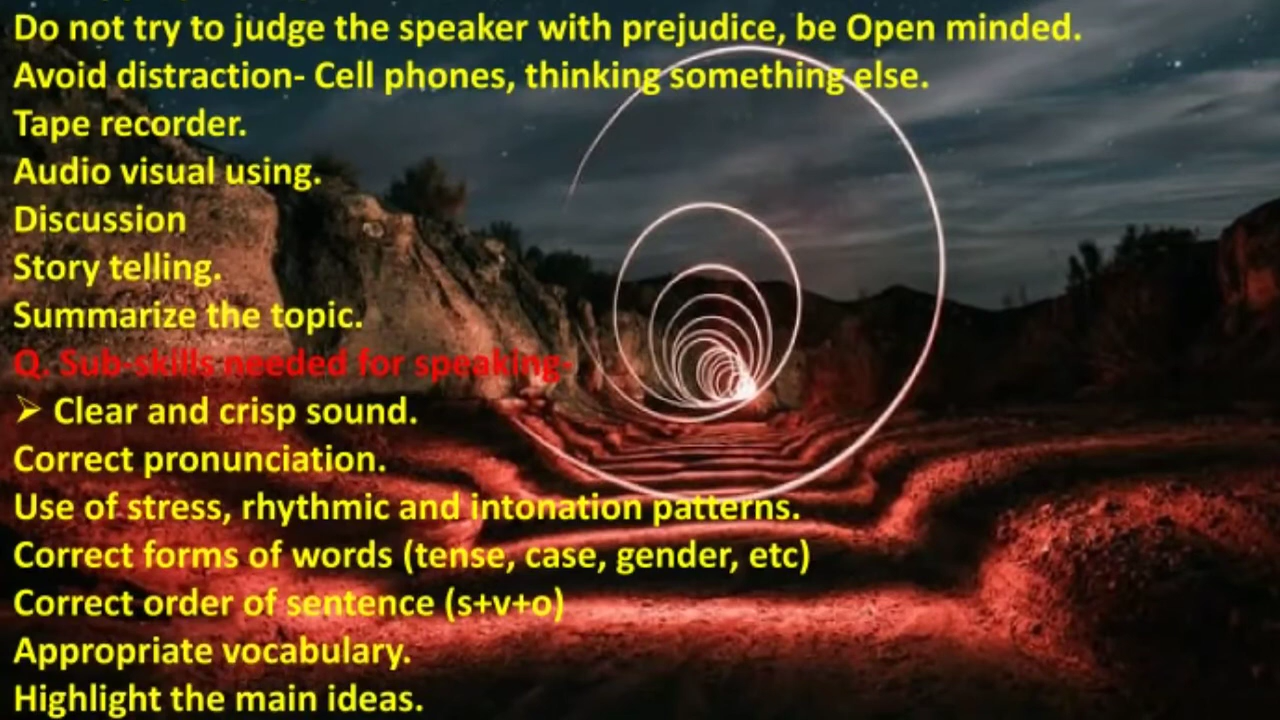 Do not try to judge the speaker with prejudice, be Open minded.
Avoid distraction- Cell phones, thinking something else.
Tape recorder.
Audio visual using.
Discussion
Story telling.
Summarize the topic.
Q. Sub-skills needed for speaking-
➢ Clear and crisp sound.
Correct pronunciation.
Use of stress, rhythmic and intonation patterns.
Correct forms of words (tense, case, gender, etc)
Correct order of sentence (s+v+o)
Appropriate vocabulary.
Highlight the main ideas.